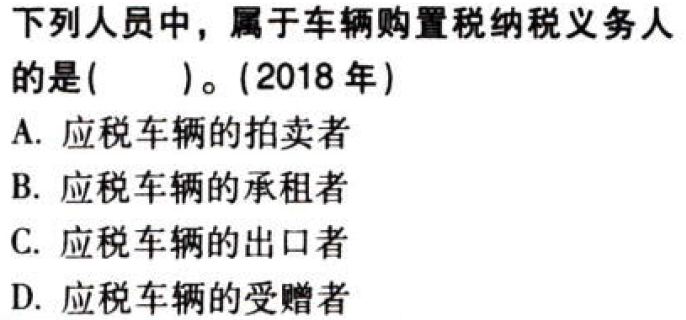 下列人员中，属于车辆购置税纳税义务人
的是(　　)。(2018 年)
A. 应税车辆的拍卖者
B. 应税车辆的承租者
C. 应税车辆的出口者
D. 应税车辆的受赠者